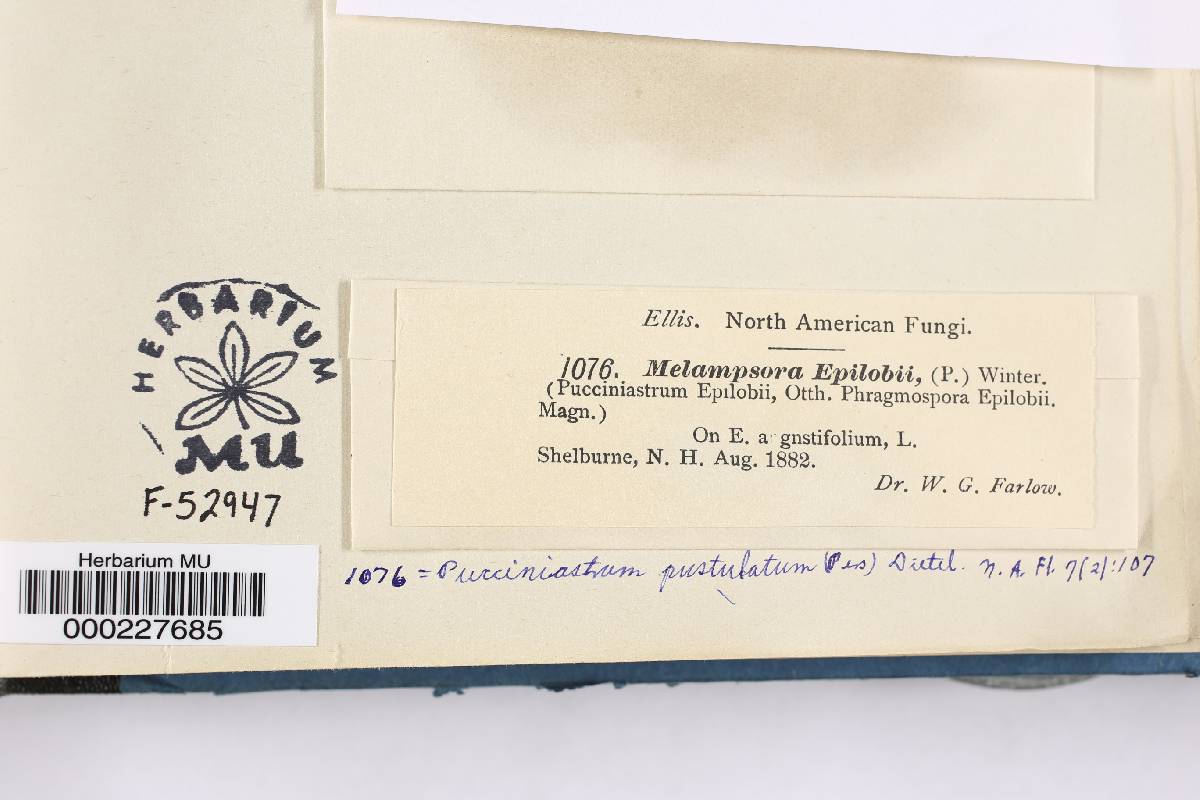 Ellis. North American Fungi.
1076. Melampsora Epilobii, (P.) Winter.
(Pucciniastrum Epilobii, Otth. Phragmospora Epilobii.
Magn.)
On E. a gnstifolium, L.
Shelburne, N. H. Aug. 1882.
Dr. W. G. Farlow.
HERBARIUM
MU
F-52947
Herbarium MU
000227685
1076 = Pucciniastrum pustulatum (Pers) Dietel. N. A. Fl. 7(2):107